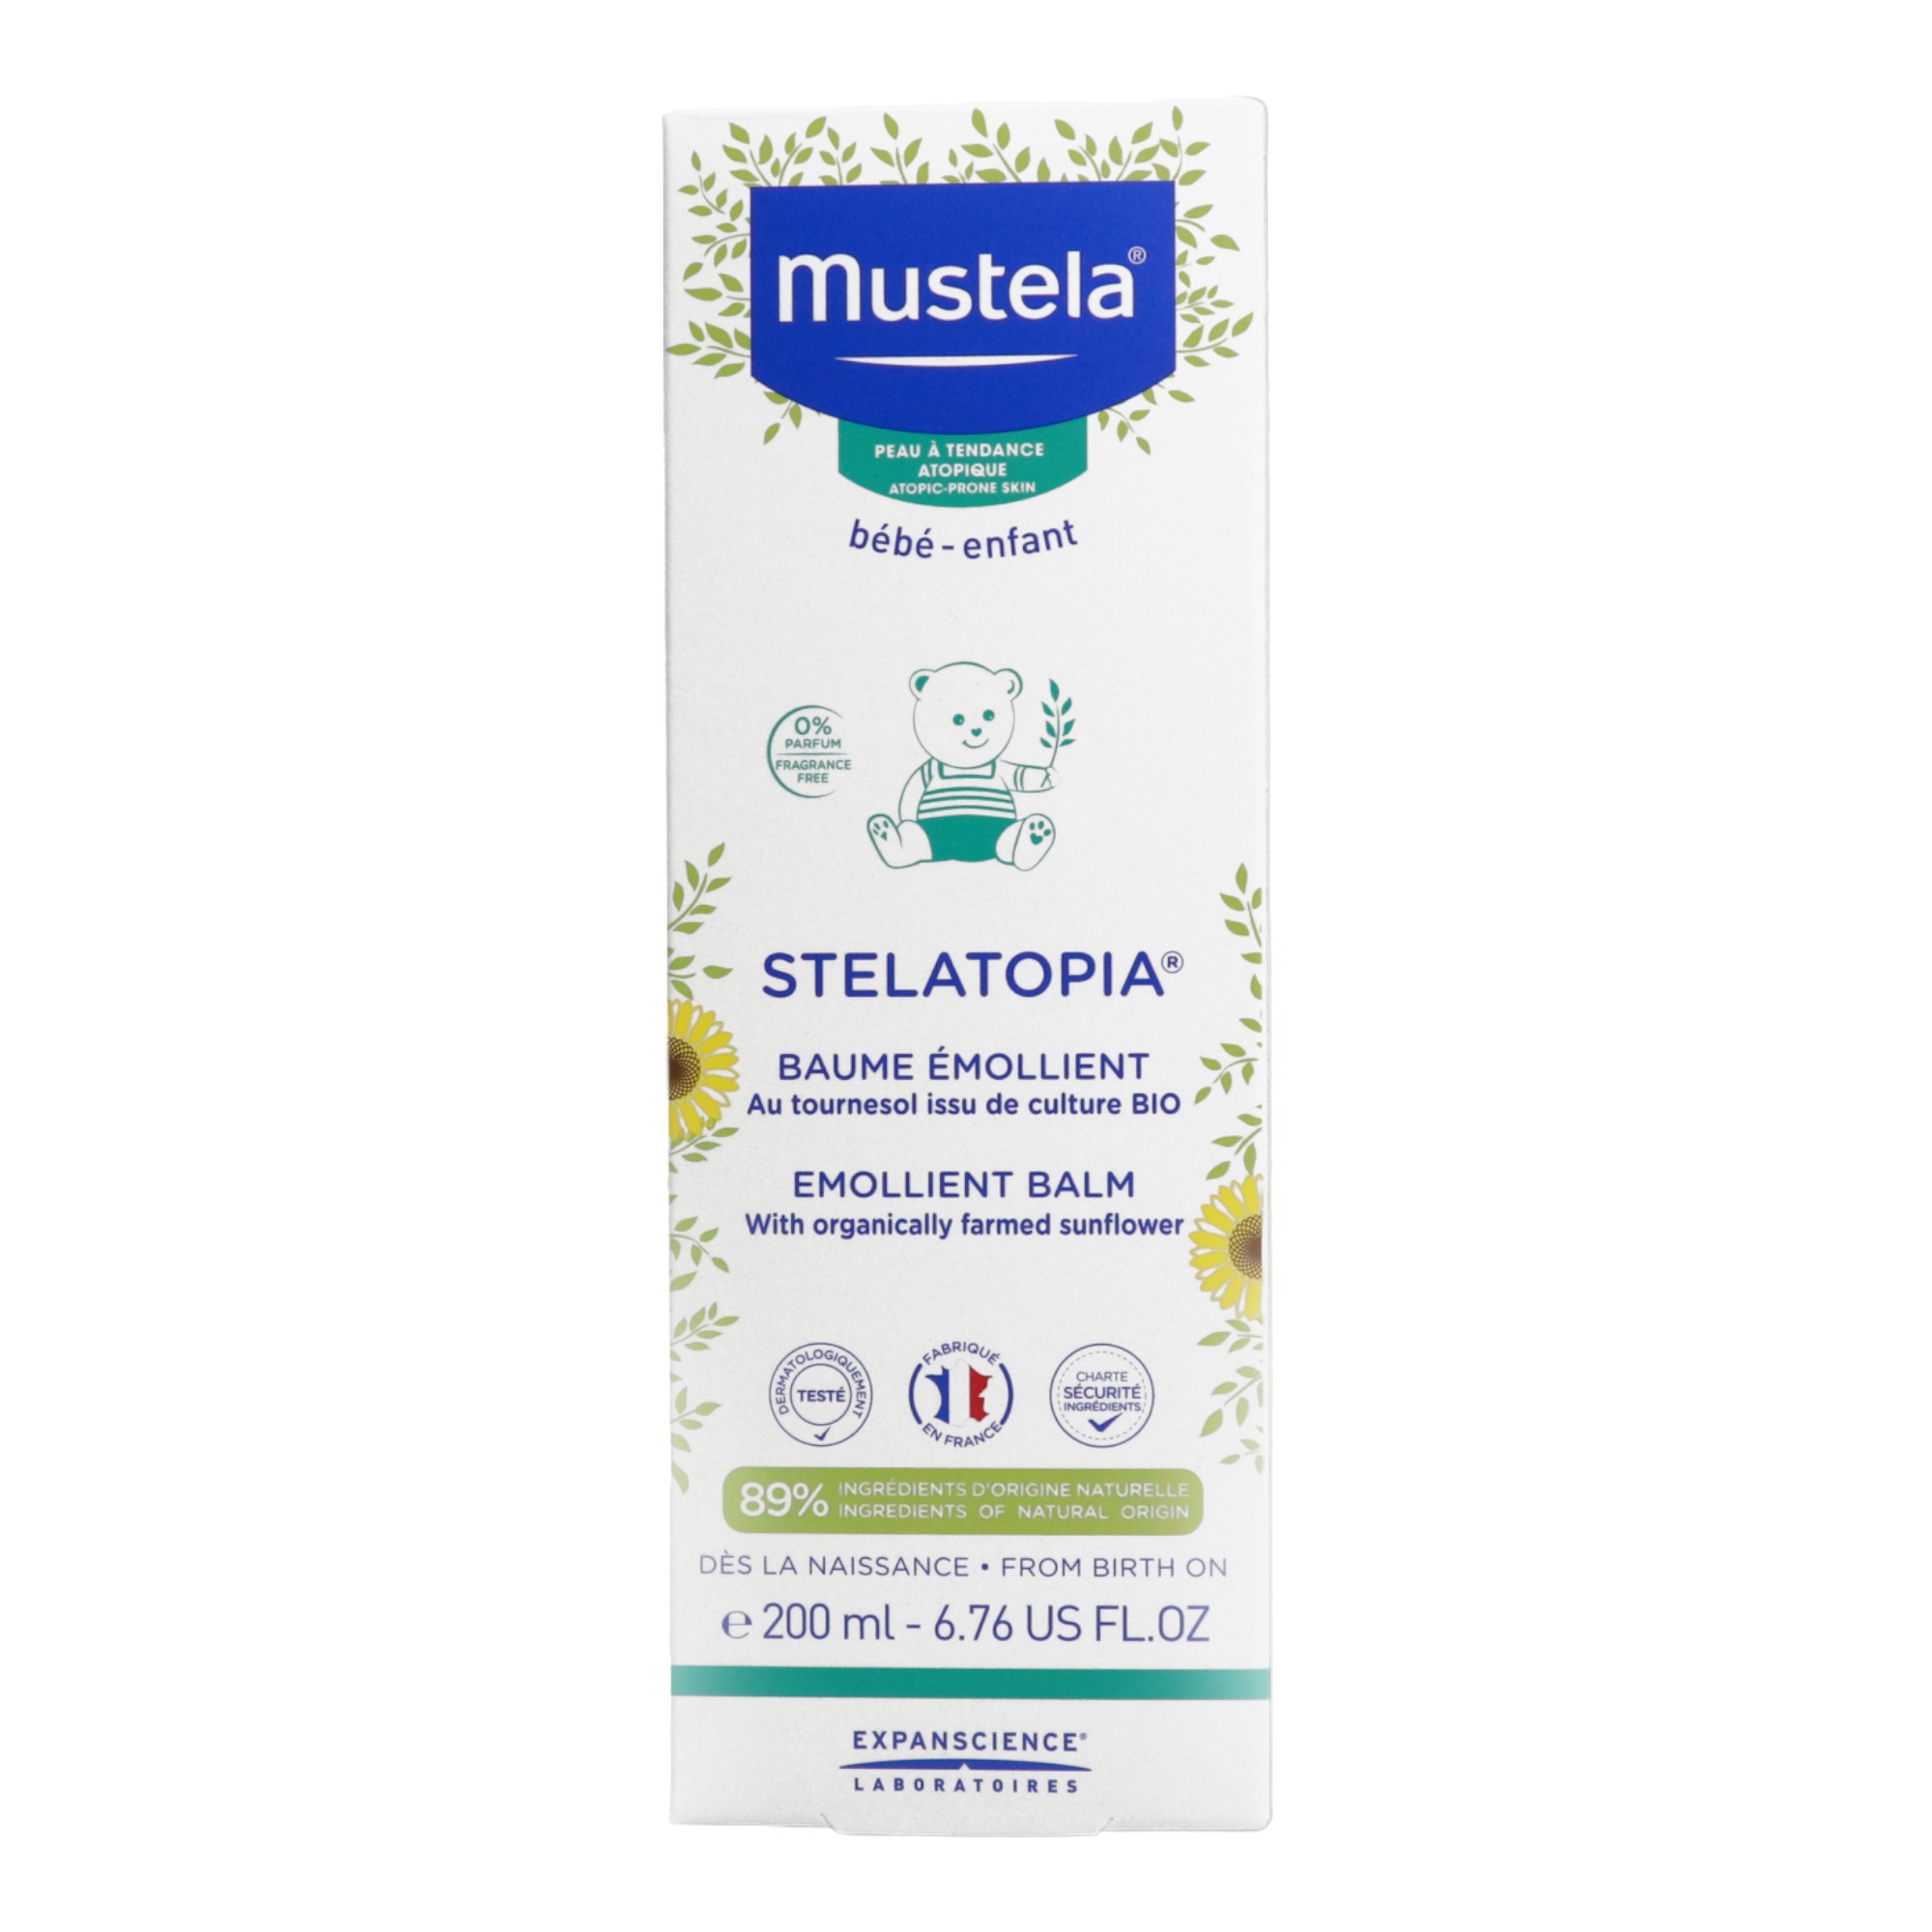 mustela®
PEAU À TENDANCE
ATOPIQUE
ATOPIC-PRONE SKIN
bébé - enfant
0%
PARFUM
FRAGRANCE
FREE
STELATOPIA®
BAUME ÉMOLLIENT
Au tournesol issu de culture BIO
EMOLLIENT BALM
With organically farmed sunflower
DERMATOLOGIQUEMENT
TESTÉ
FABRIQUÉ
EN FRANCE
CHARTE
SÉCURITÉ
INGRÉDIENTS
89% INGRÉDIENTS D'ORIGINE NATURELLE
INGREDIENTS OF NATURAL ORIGIN
DÈS LA NAISSANCE • FROM BIRTH ON
℮ 200 ml - 6.76 US FL.OZ
EXPANSCIENCE®
LABORATOIRES